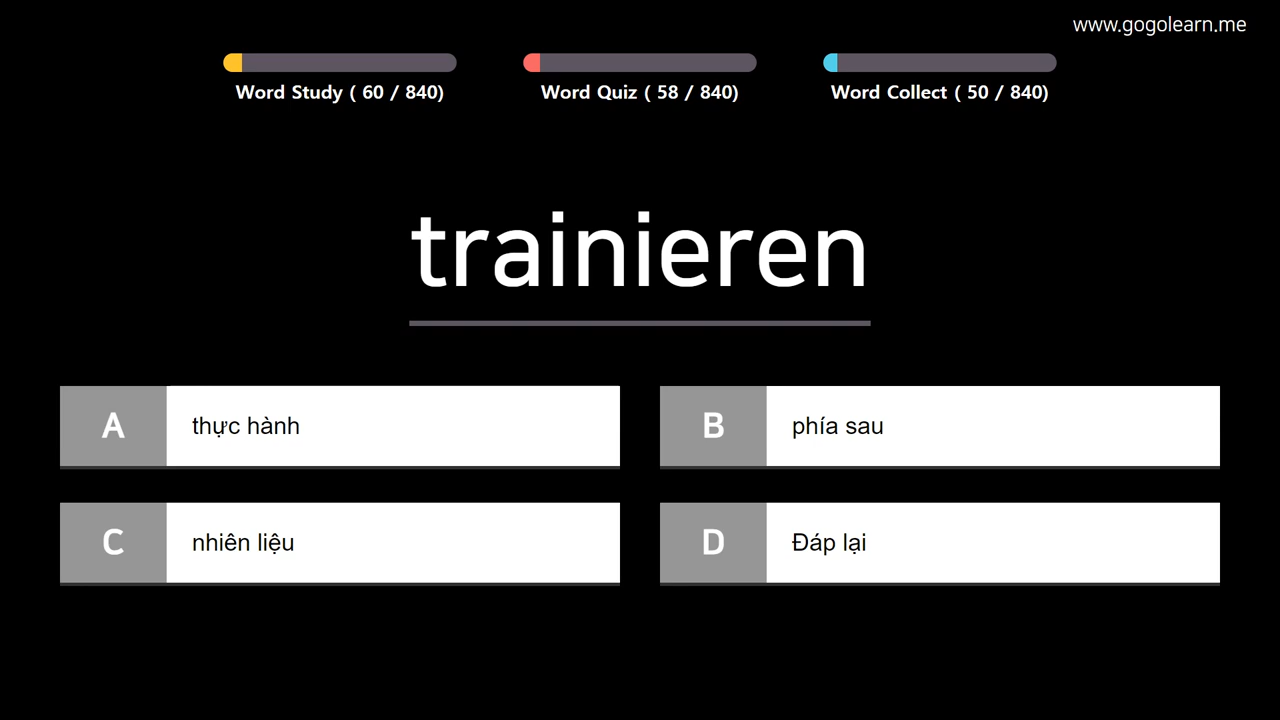 www.gogolearn.me
Word Study ( 60 / 840)
Word Quiz ( 58 / 840)
Word Collect ( 50 / 840)
trainieren
A thực hành
B phía sau
C nhiên liệu
D Đáp lại